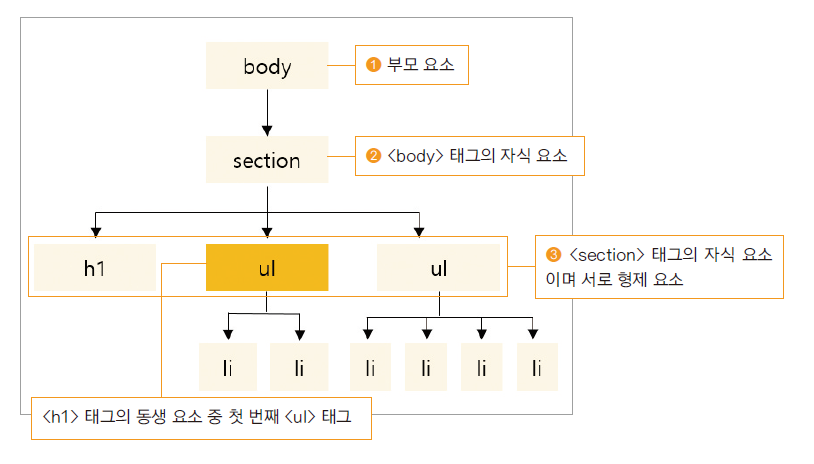 body
❶ 부모 요소
section
❷ <body> 태그의 자식 요소
h1
ul
ul
❸ <section> 태그의 자식 요소
이며 서로 형제 요소
li
li
li
li
li
li
<h1> 태그의 동생 요소 중 첫 번째 <ul> 태그